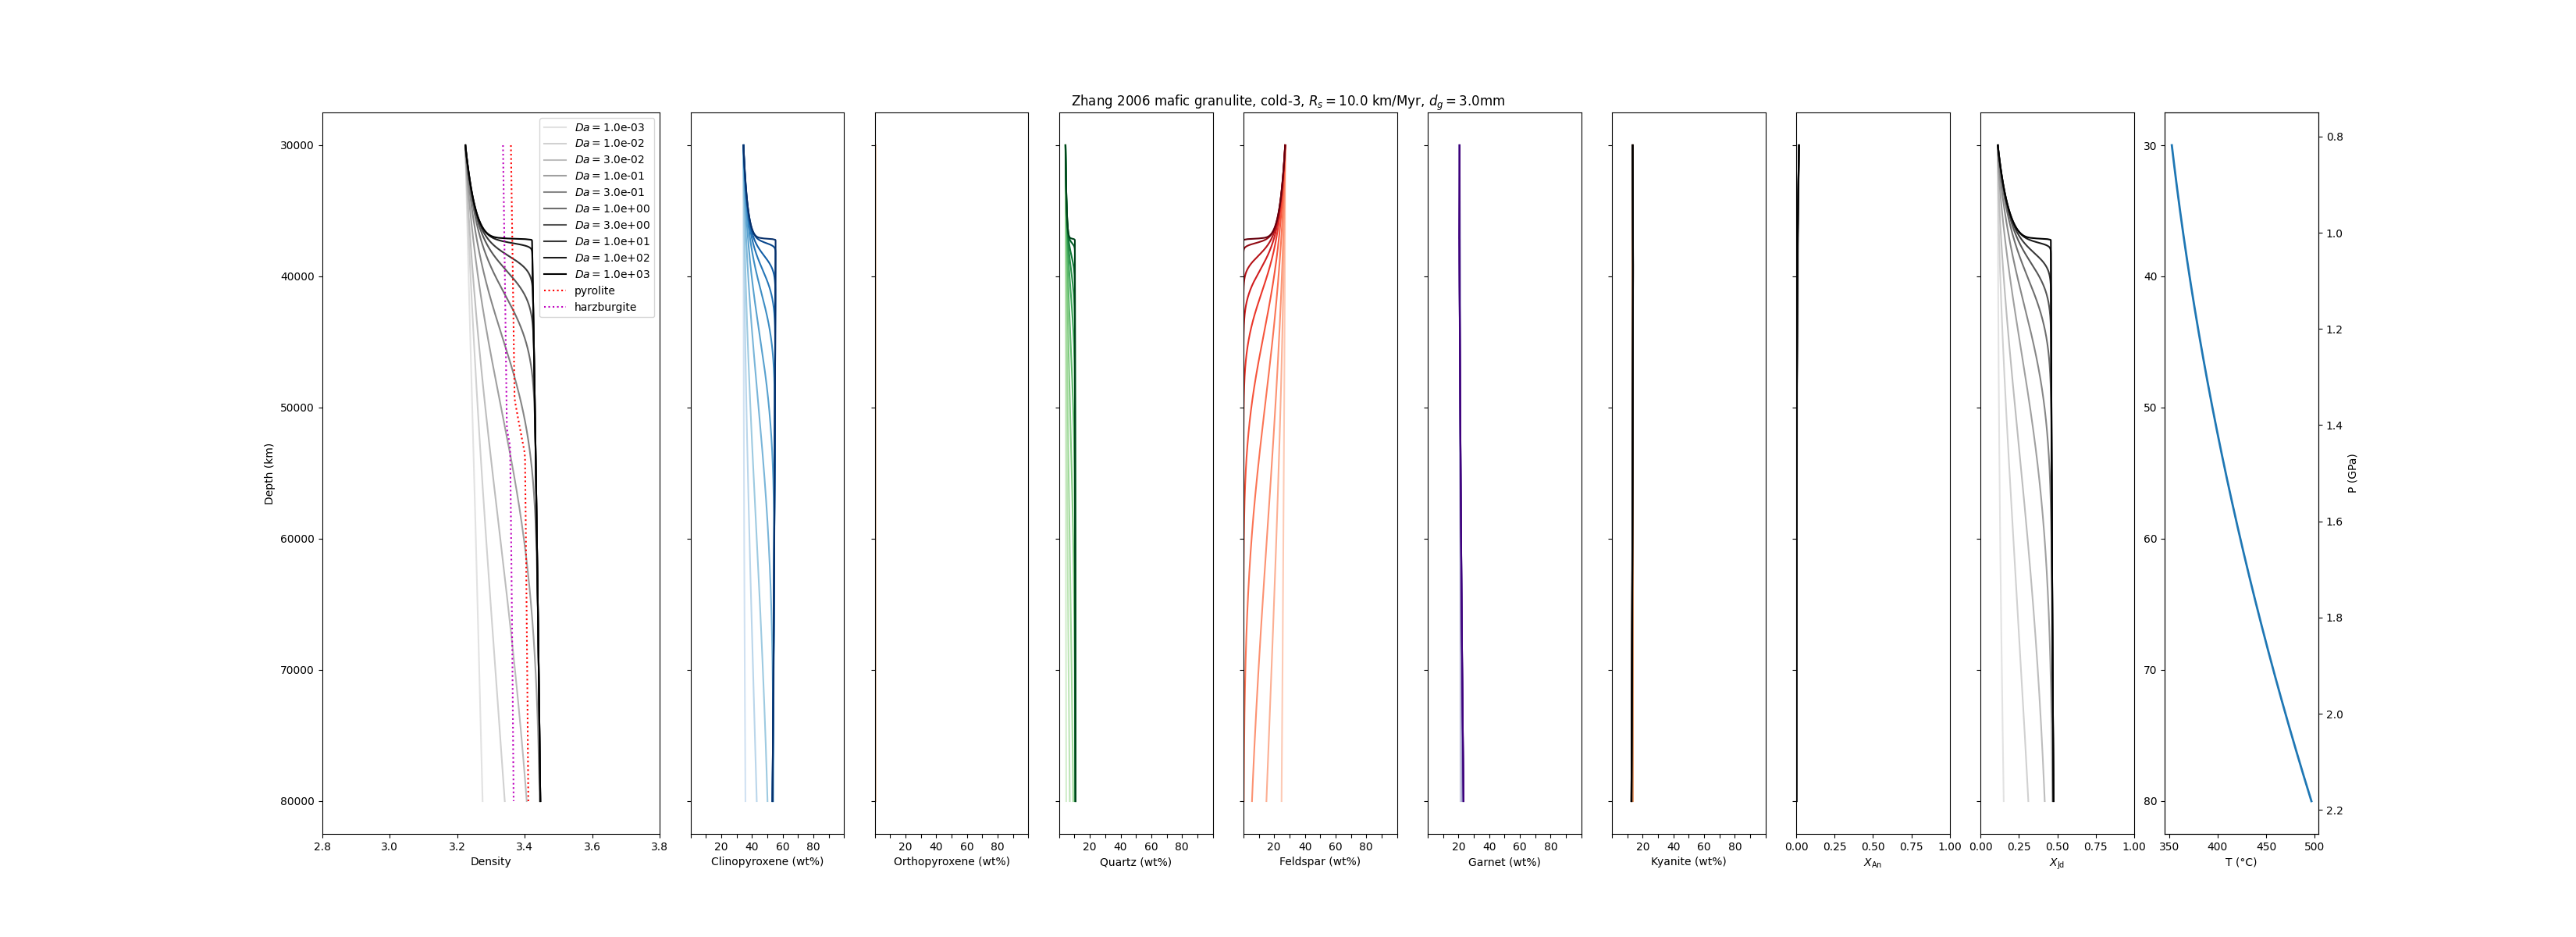 Zhang 2006 mafic granulite, cold-3, R_s = 10.0 km/Myr, d_g = 3.0mm
Da = 1.0e-03
Da = 1.0e-02
Da = 3.0e-02
Da = 1.0e-01
Da = 3.0e-01
Da = 1.0e+00
Da = 3.0e+00
Da = 1.0e+01
Da = 1.0e+02
Da = 1.0e+03
pyrolite
harzburgite
Depth (km)
30000
40000
50000
60000
70000
80000
2.8 3.0 3.2 3.4 3.6 3.8
Density
20 40 60 80
Clinopyroxene (wt%)
20 40 60 80
Orthopyroxene (wt%)
20 40 60 80
Quartz (wt%)
20 40 60 80
Feldspar (wt%)
20 40 60 80
Garnet (wt%)
20 40 60 80
Kyanite (wt%)
0.00 0.25 0.50 0.75 1.00
X_An
0.00 0.25 0.50 0.75 1.00
X_Jd
30
40
50
60
70
80
350 400 450 500
T (°C)
0.8
1.0
1.2
1.4
1.6
1.8
2.0
2.2
P (GPa)